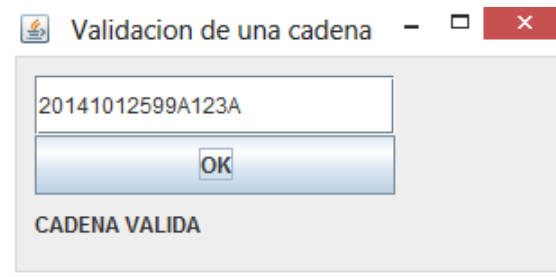 Validacion de una cadena
20141012599A123A
OK
CADENA VALIDA